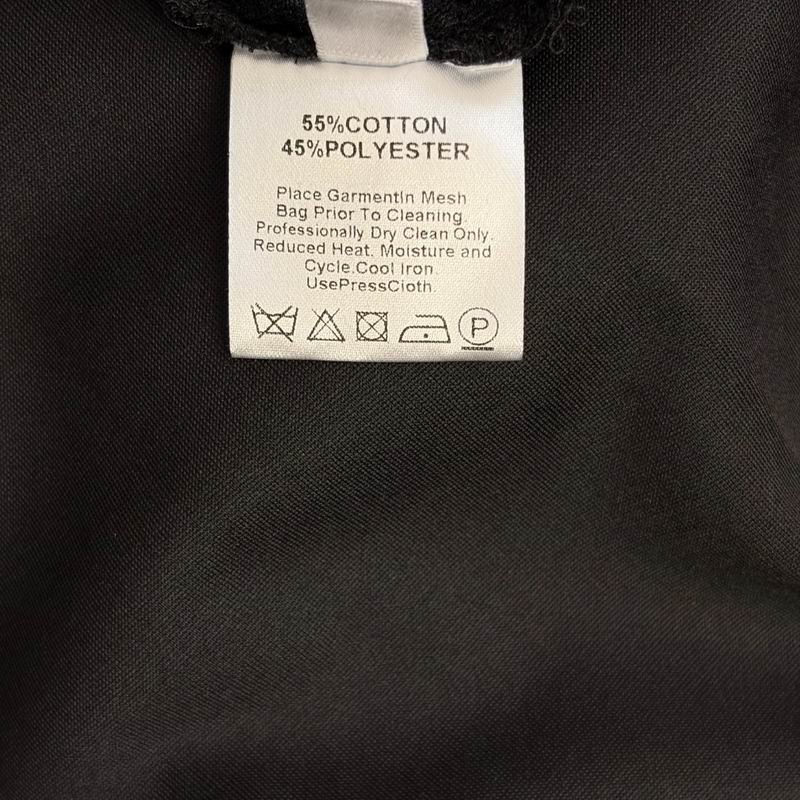 55%COTTON
45%POLYESTER
Place GarmentIn Mesh
Bag Prior To Cleaning.
Professionally Dry Clean Only.
Reduced Heat. Moisture and
Cycle.Cool Iron.
UsePressCloth.
P